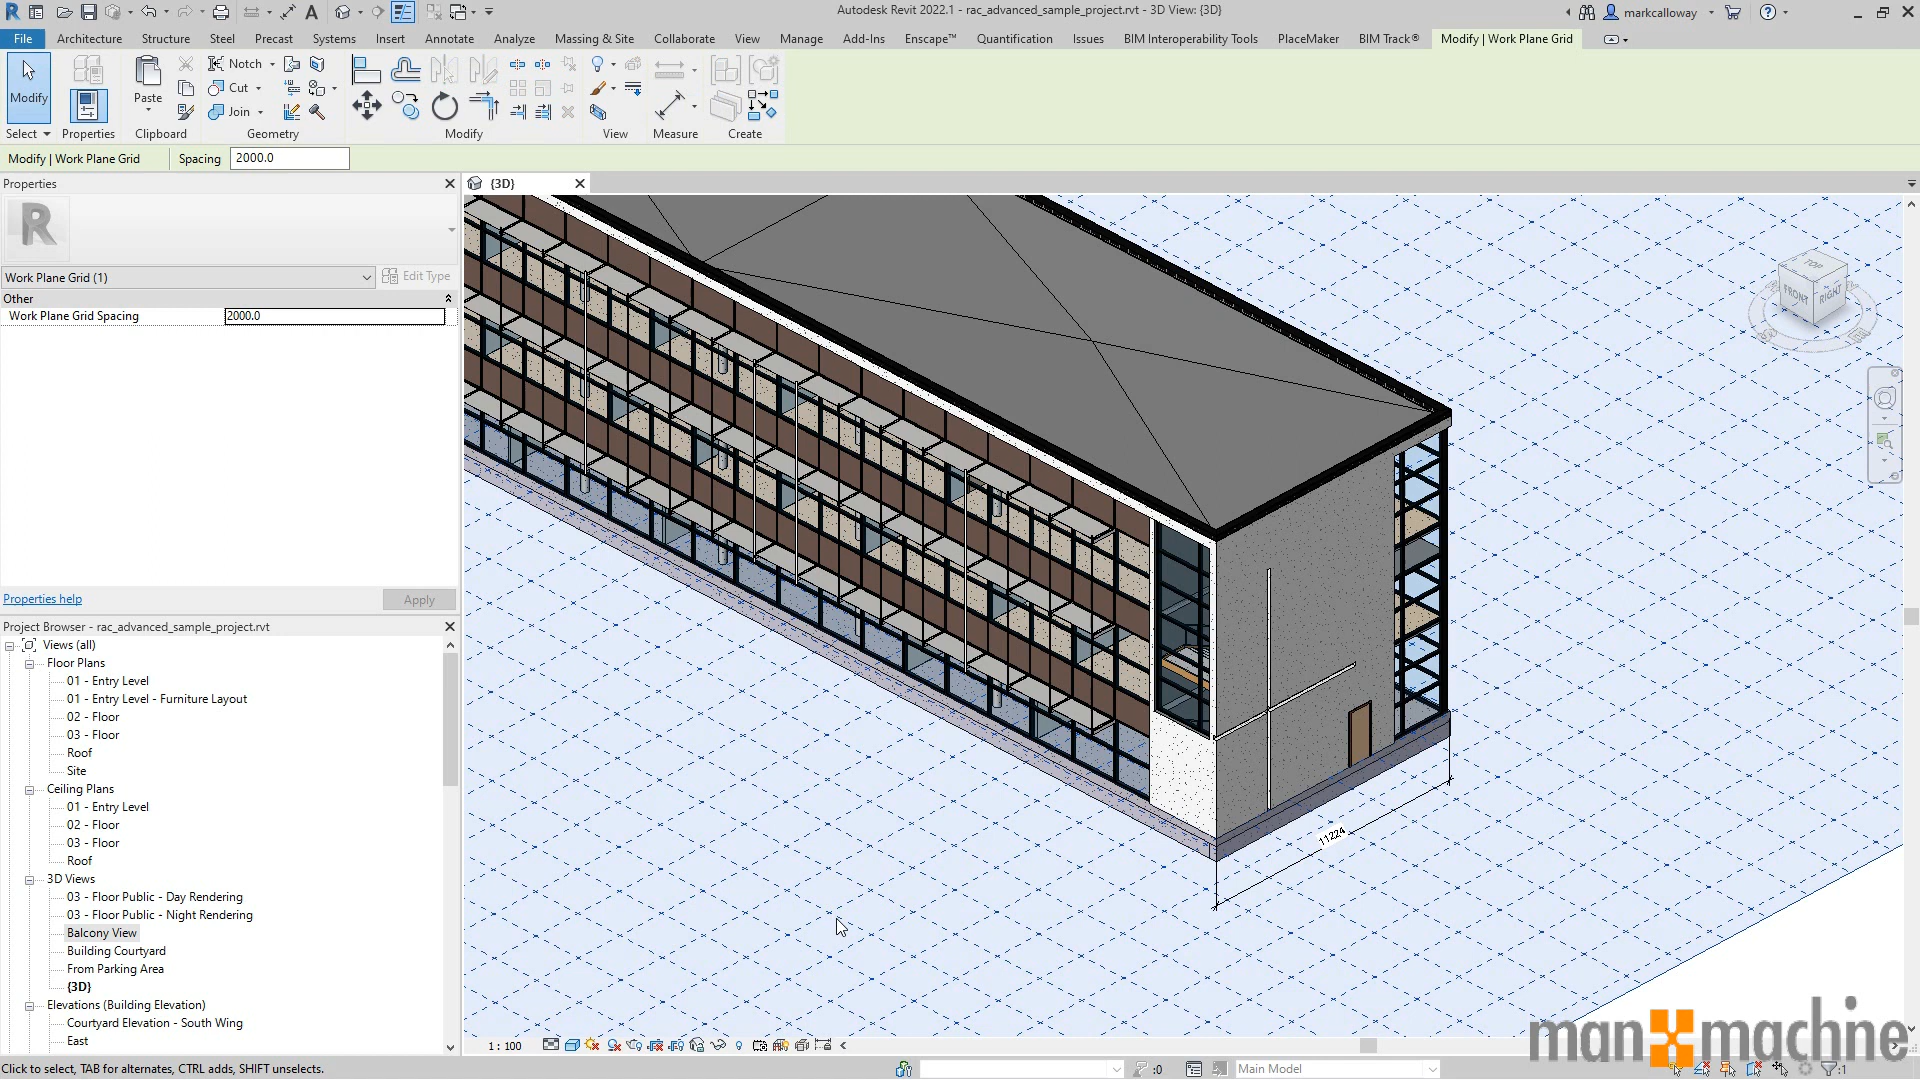 Autodesk Revit 2022.1 - rac_advanced_sample_project.rvt - 3D View: {3D}
markcalloway
File Architecture Structure Steel Precast Systems Insert Annotate Analyze Massing & Site Collaborate View Manage Add-Ins Enscape™ Quantification Issues BIM Interoperability Tools PlaceMaker BIM Track® Modify | Work Plane Grid
Modify
Paste
Notch
Cut
Join
Select Properties Clipboard Geometry Modify View Measure Create
Modify | Work Plane Grid Spacing 2000.0
Properties
{3D}
R
Work Plane Grid (1) Edit Type
Other
Work Plane Grid Spacing 2000.0
TOP
FRONT
RIGHT
Properties help Apply
Project Browser - rac_advanced_sample_project.rvt
Views (all)
Floor Plans
01 - Entry Level
01 - Entry Level - Furniture Layout
02 - Floor
03 - Floor
Roof
Site
Ceiling Plans
01 - Entry Level
02 - Floor
03 - Floor
Roof
3D Views
03 - Floor Public - Day Rendering
03 - Floor Public - Night Rendering
Balcony View
Building Courtyard
From Parking Area
{3D}
Elevations (Building Elevation)
Courtyard Elevation - South Wing
East
11224
1 : 100
man machine
Click to select, TAB for alternates, CTRL adds, SHIFT unselects.
:0
Main Model
:1